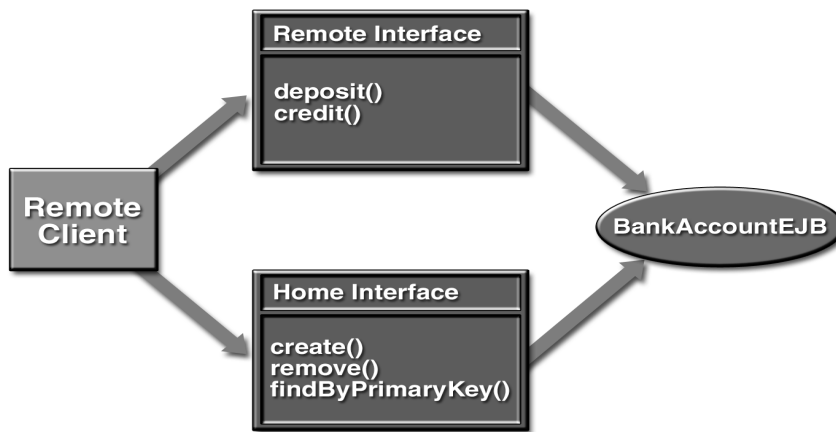 Remote Interface
deposit()
credit()
Remote
Client
BankAccountEJB
Home Interface
create()
remove()
findByPrimaryKey()